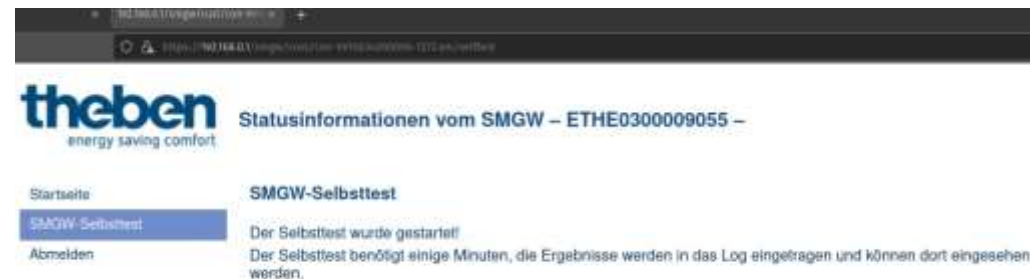 theben
energy saving comfort
Statusinformationen vom SMGW – ETHE0300009055 –
Startseite
SMGW-Selbsttest
Abmelden
SMGW-Selbsttest
Der Selbsttest wurde gestartet!
Der Selbsttest benötigt einige Minuten, die Ergebnisse werden in das Log eingetragen und können dort eingesehen
werden.